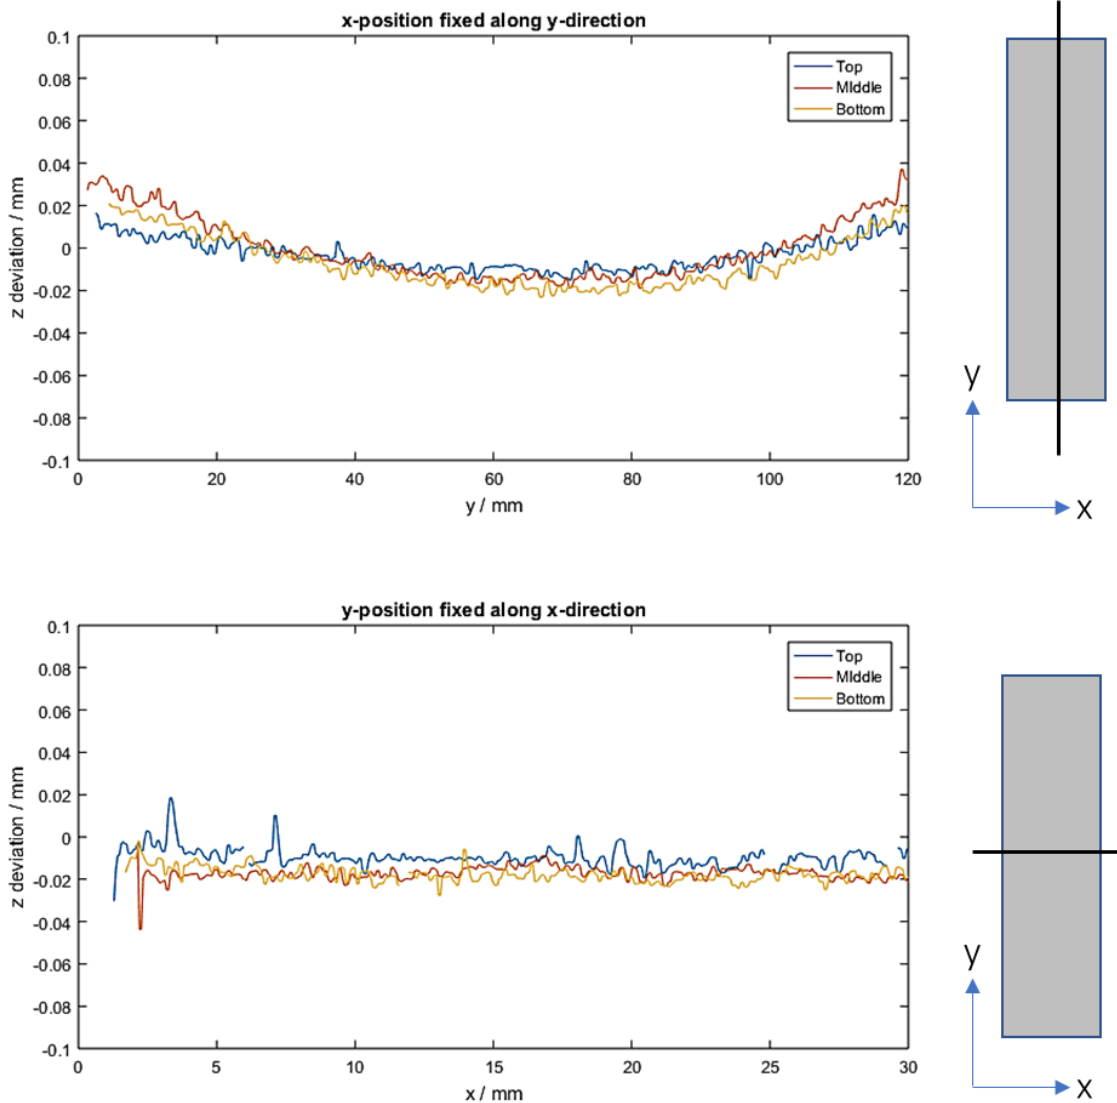 x-position fixed along y-direction
0.1
0.08
0.06
0.04
0.02
0
-0.02
-0.04
-0.06
-0.08
-0.1
z deviation / mm
Top
MIddle
Bottom
0 20 40 60 80 100 120
y / mm
y
x
y-position fixed along x-direction
0.1
0.08
0.06
0.04
0.02
0
-0.02
-0.04
-0.06
-0.08
-0.1
z deviation / mm
Top
MIddle
Bottom
0 5 10 15 20 25 30
x / mm
y
x